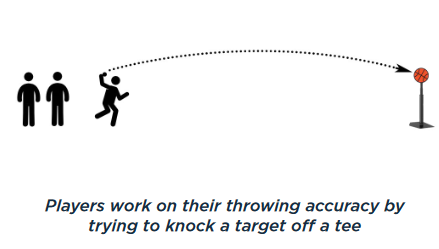 Players work on their throwing accuracy by
trying to knock a target off a tee